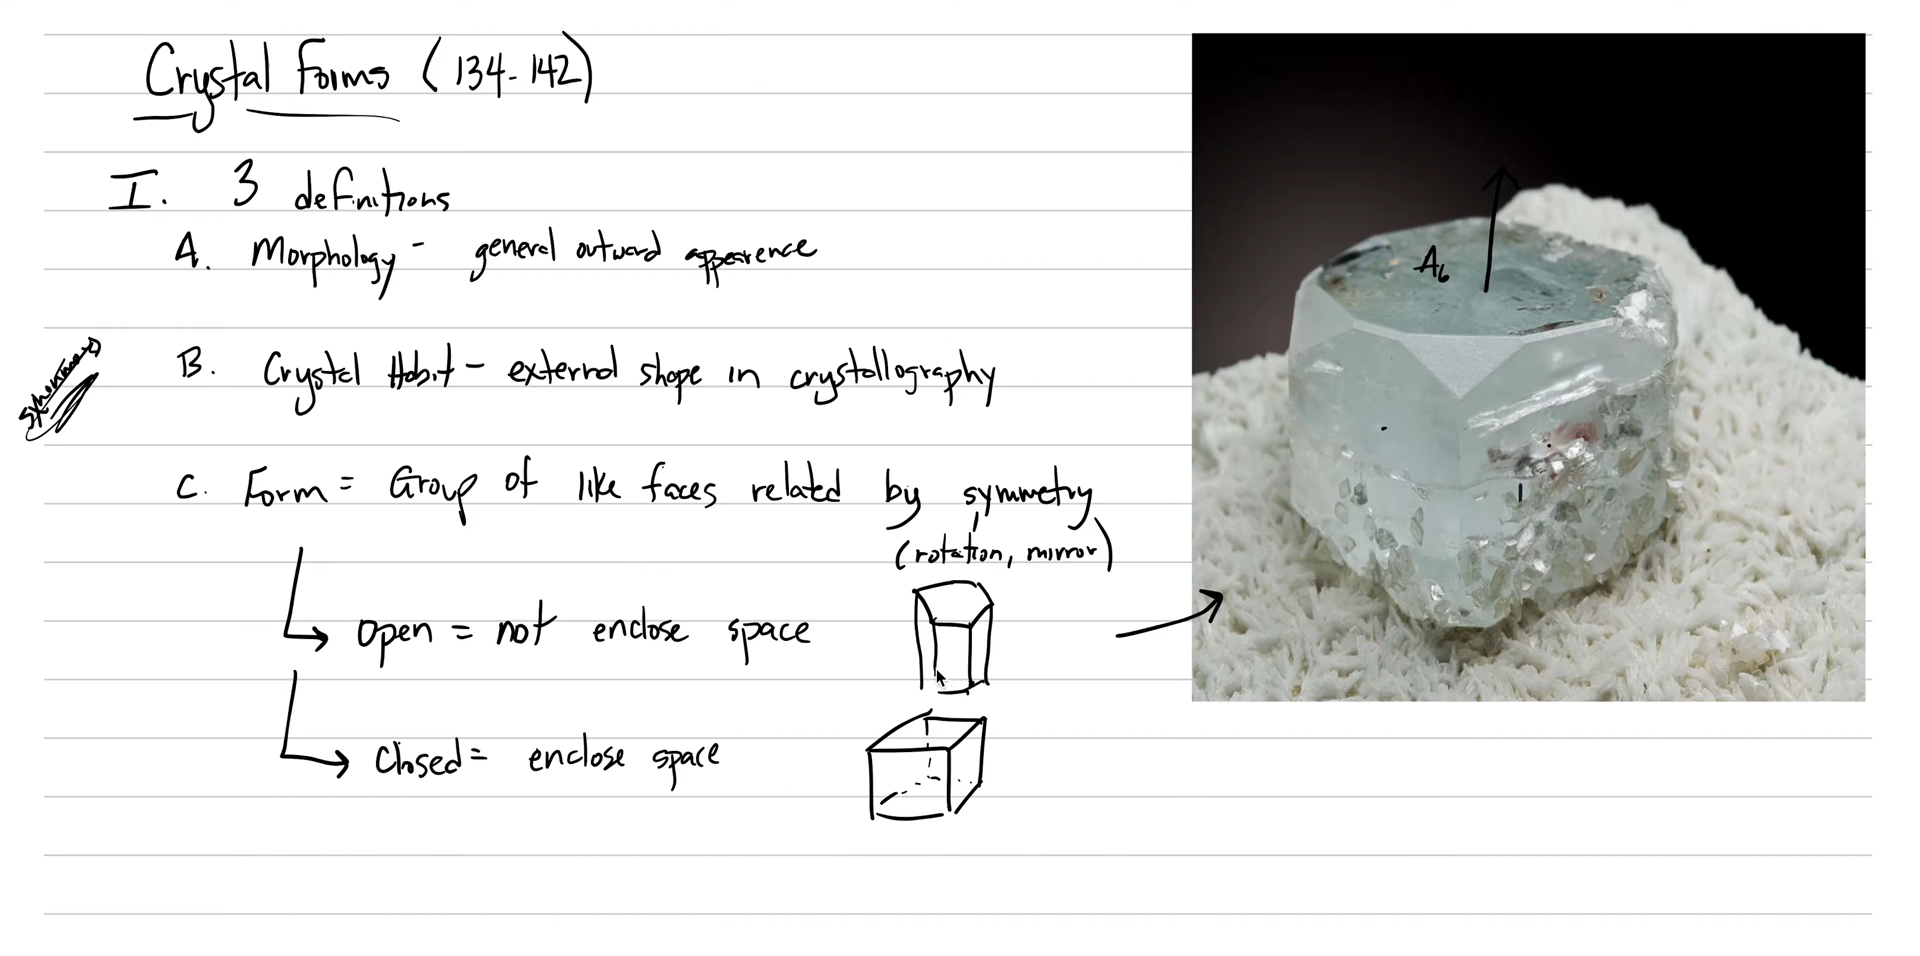 Crystal Forms (134-142)
I. 3 definitions
A. Morphology - general outward appearence
B. Crystal Habit - external shape in crystallography
C. Form = Group of like faces related by symmetry
(rotation, mirror)
Open = not enclose space
Closed = enclose space
A6